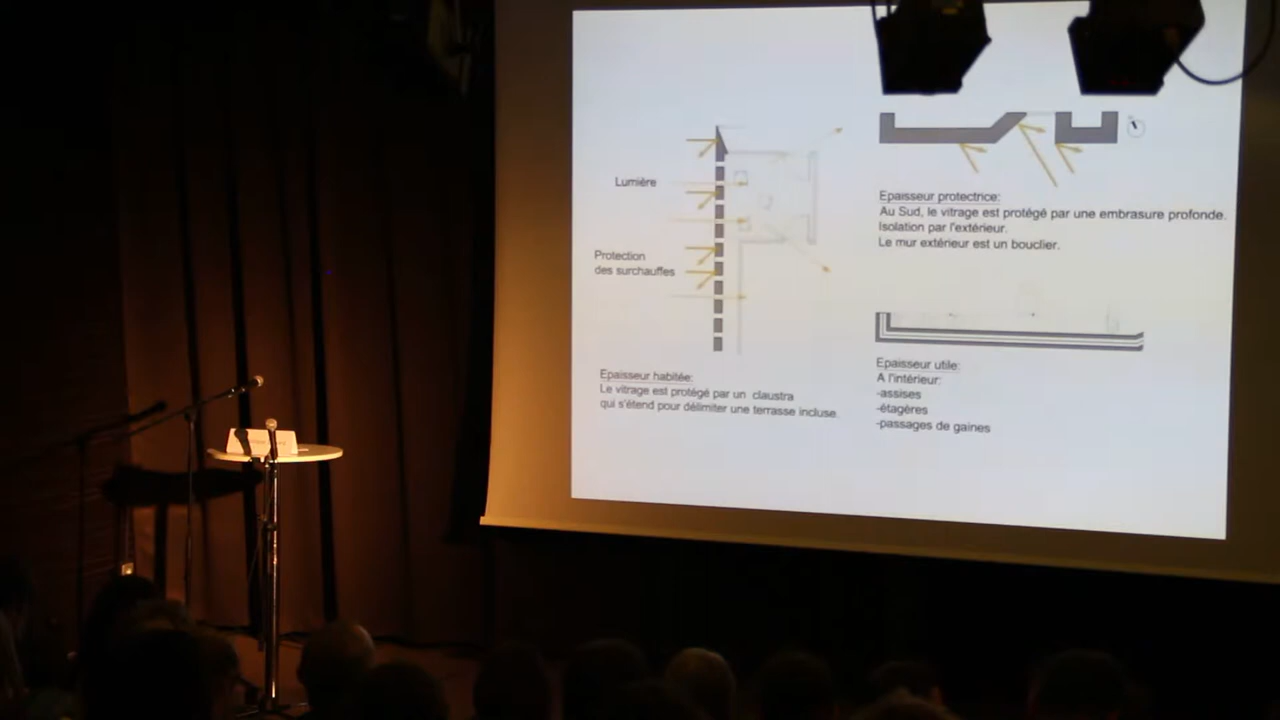 Lumière
Protection
des surchauffes
Epaisseur habitée:
Le vitrage est protégé par un claustra
qui s'étend pour délimiter une terrasse incluse.
Epaisseur protectrice:
Au Sud, le vitrage est protégé par une embrasure profonde.
Isolation par l'extérieur.
Le mur extérieur est un bouclier.
Epaisseur utile:
A l'intérieur:
-assises
-étagères
-passages de gaines